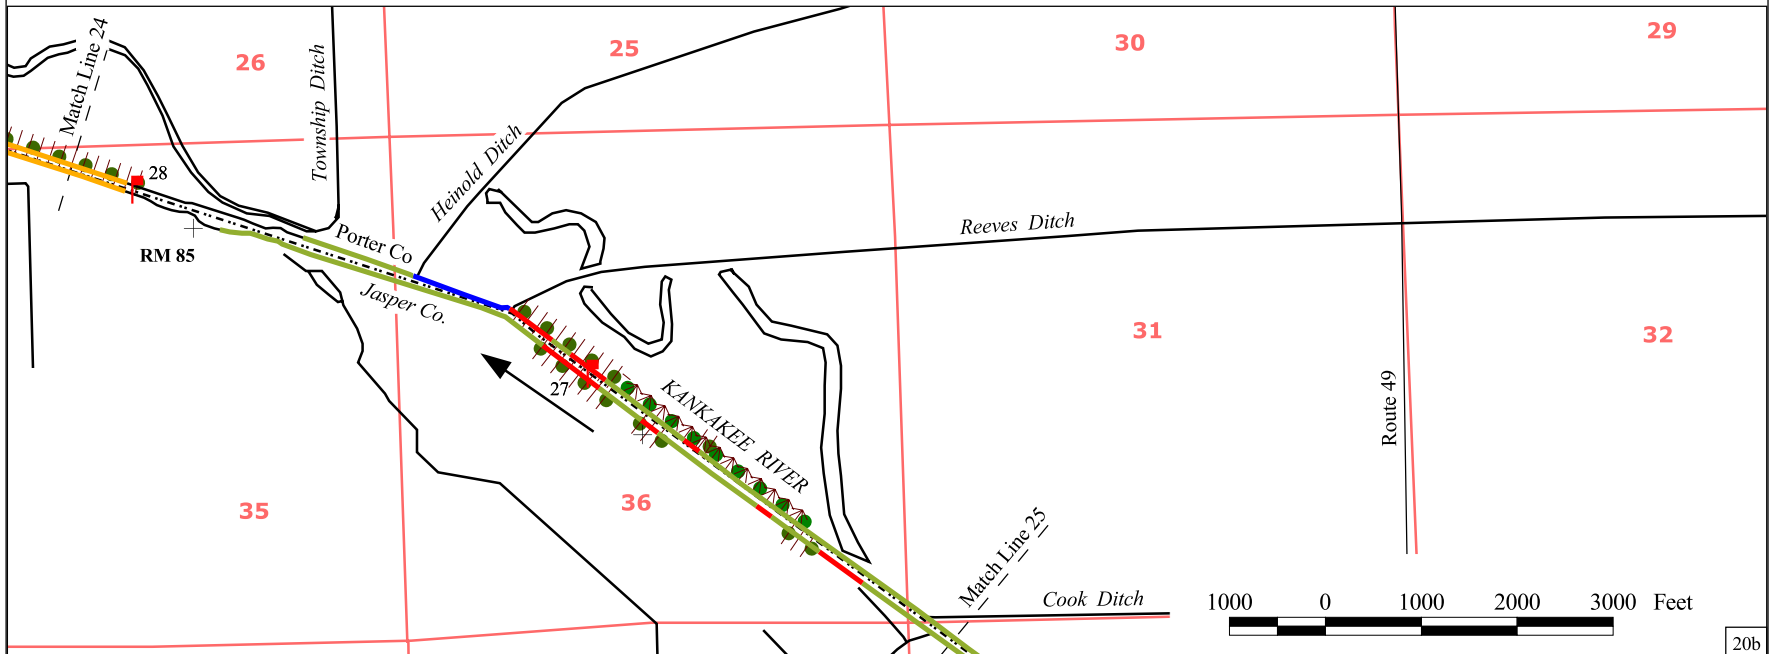 Match Line 24
26
Township Ditch
25
30
29
Heinold Ditch
28
RM 85
Porter Co
Jasper Co.
Reeves Ditch
31
32
27
KANKAKEE RIVER
Route 49
35
36
Match Line 25
Cook Ditch
1000 0 1000 2000 3000 Feet
20b